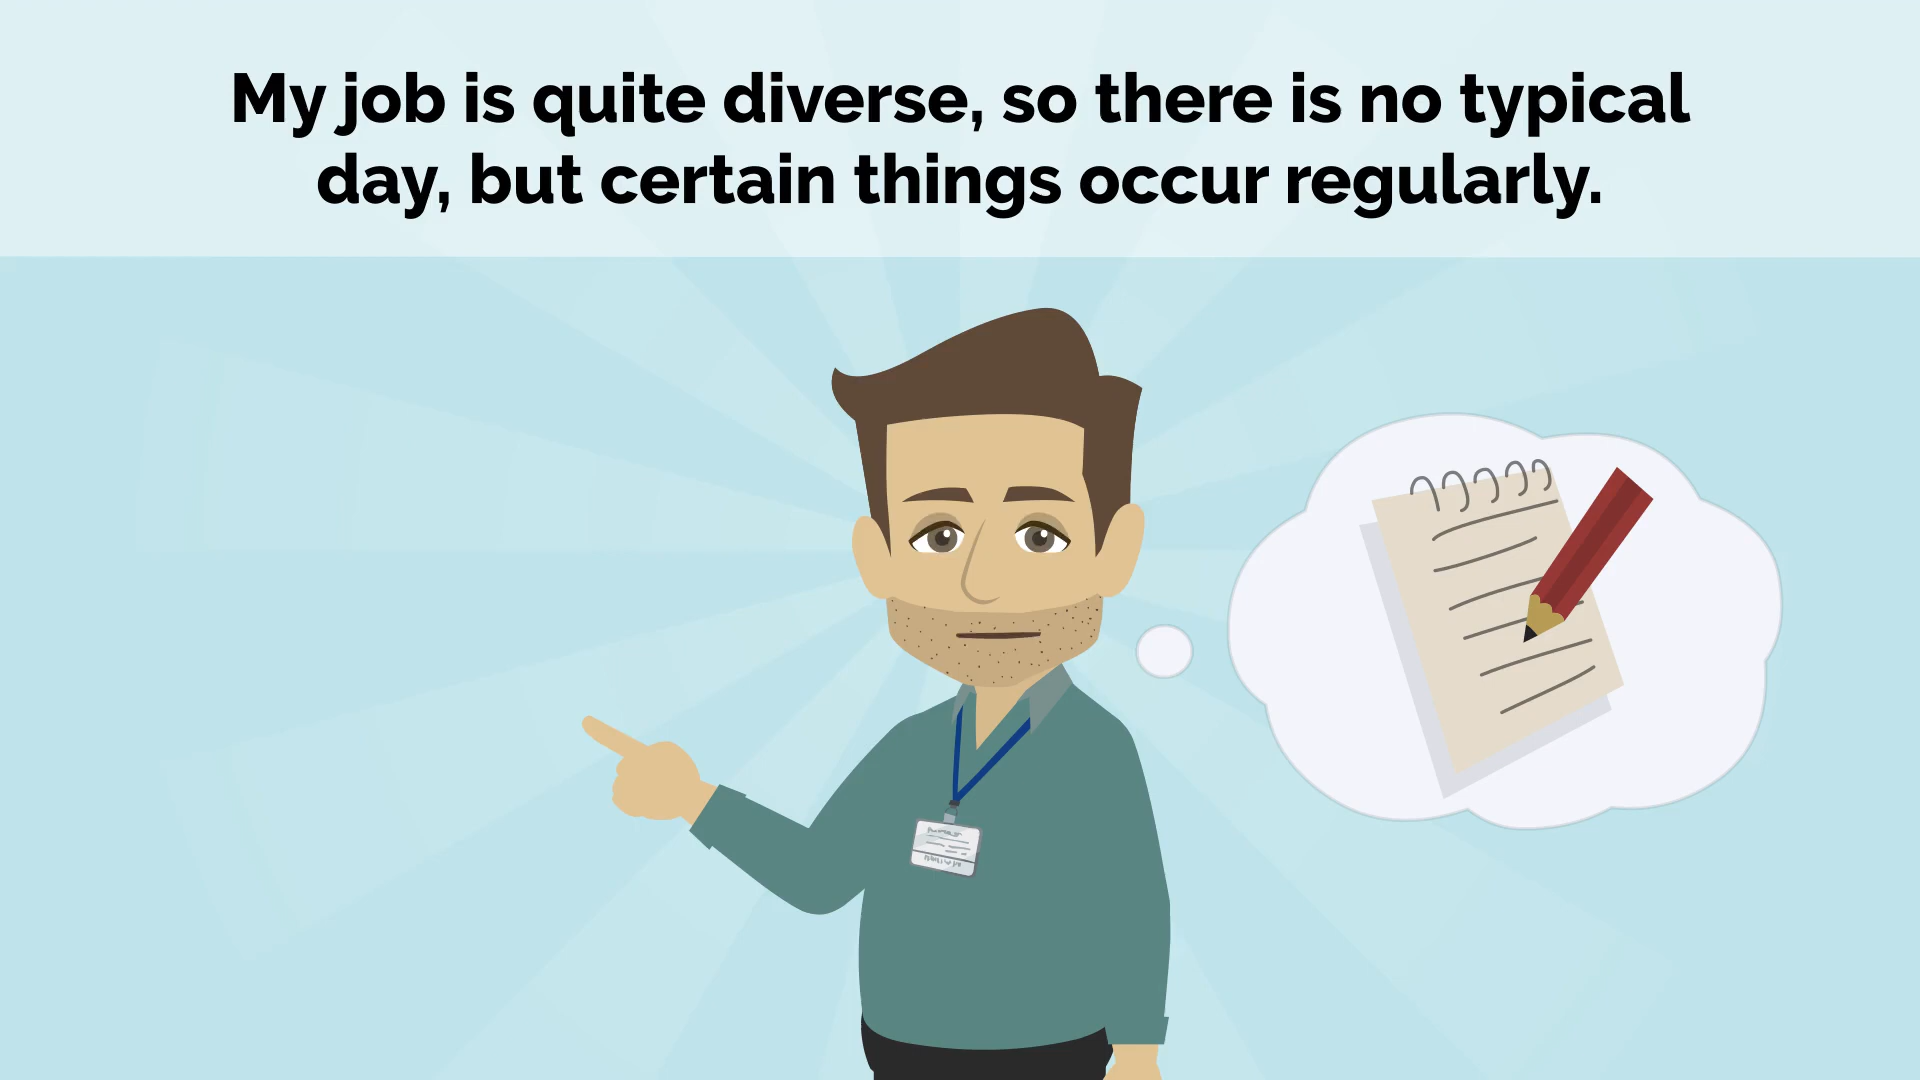 My job is quite diverse, so there is no typical
day, but certain things occur regularly.